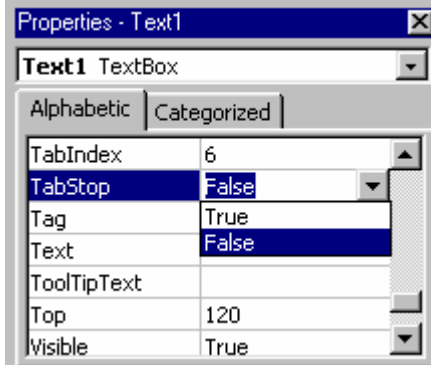 Properties - Text1
Text1 TextBox
Alphabetic Categorized
TabIndex 6
TabStop False
Tag True
Text False
ToolTipText
Top 120
Visible True